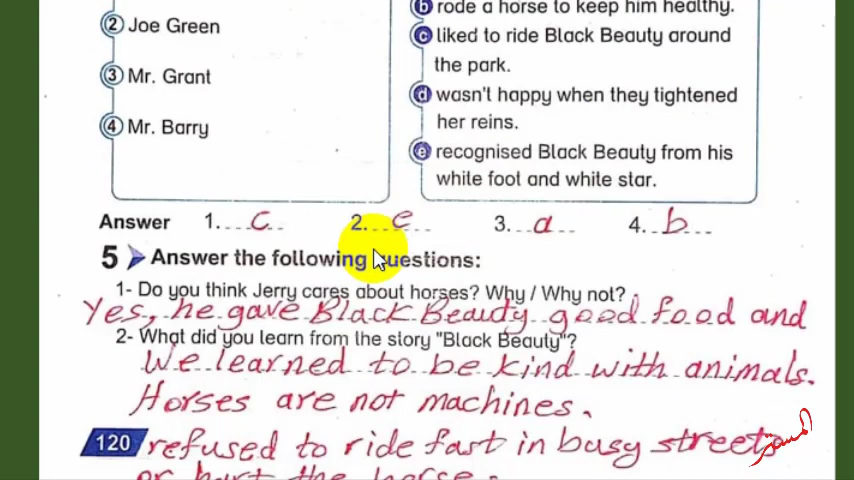 b rode a horse to keep him healthy.
2 Joe Green
c liked to ride Black Beauty around
the park.
3 Mr. Grant
d wasn't happy when they tightened
her reins.
4 Mr. Barry
e recognised Black Beauty from his
white foot and white star.
Answer 1. c 2. e 3. a 4. b
5 Answer the following questions:
1- Do you think Jerry cares about horses? Why / Why not?
Yes, he gave Black Beauty good food and
2- What did you learn from the story "Black Beauty"?
We learned to be kind with animals.
Horses are not machines.
120 refused to ride fast in busy streets
or hurt the horse.